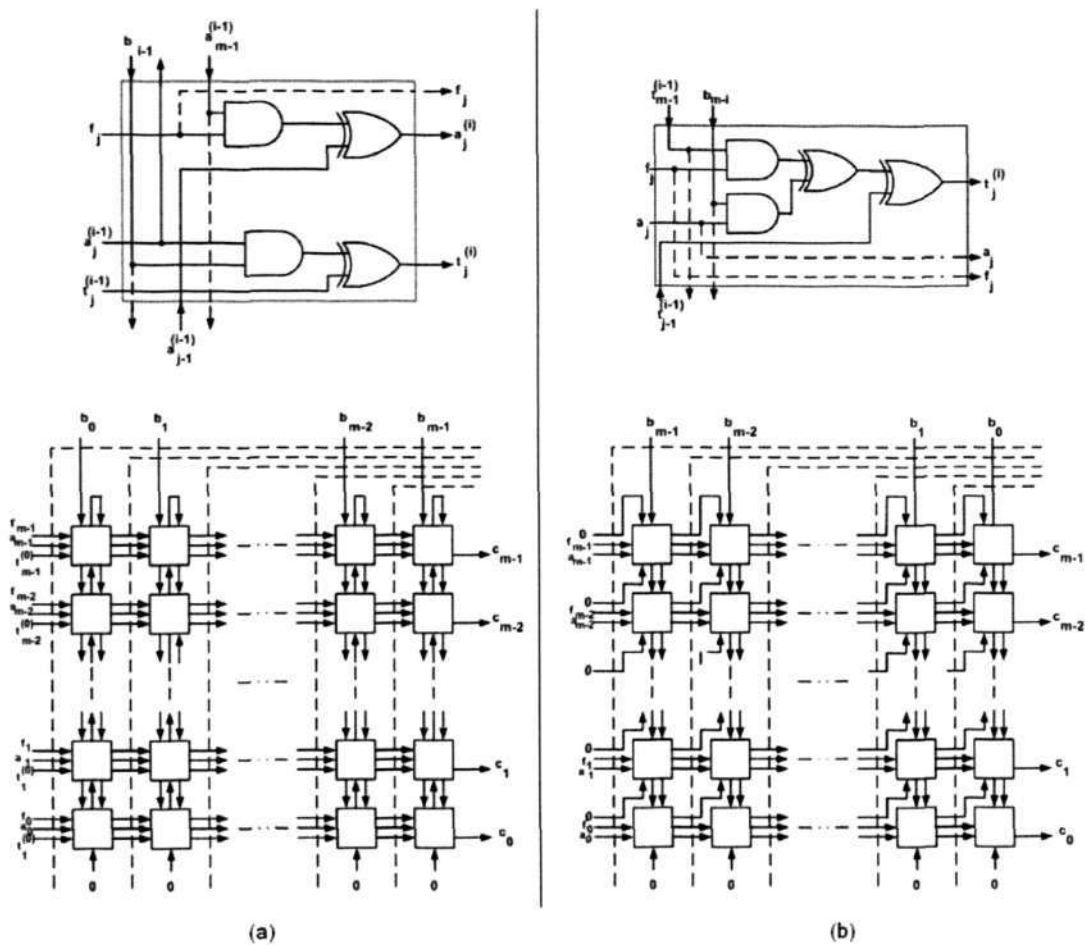 b i-1
a (i-1) m-1
f j
f j
a j (i)
a j (i-1)
t j (i-1)
t j (i)
a j-1 (i-1)
b 0
b 1
b m-2
b m-1
f m-1
a m-1
t (0) m-1
c m-1
f m-2
a m-2
t (0) m-2
c m-2
f 1
a 1
t (0) 1
c 1
f 0
a 0
t (0) 1
c 0
0
0
0
0
(a)
t (i-1) m-1
b m-i
f j
a j
t j (i)
a j
f j
t (i-1) j-1
b m-1
b m-2
b 1
b 0
0
f m-1
a m-1
c m-1
0
f m-2
a m-2
c m-2
0
0
f 1
a 1
c 1
0
f 0
a 0
c 0
0
0
0
0
(b)